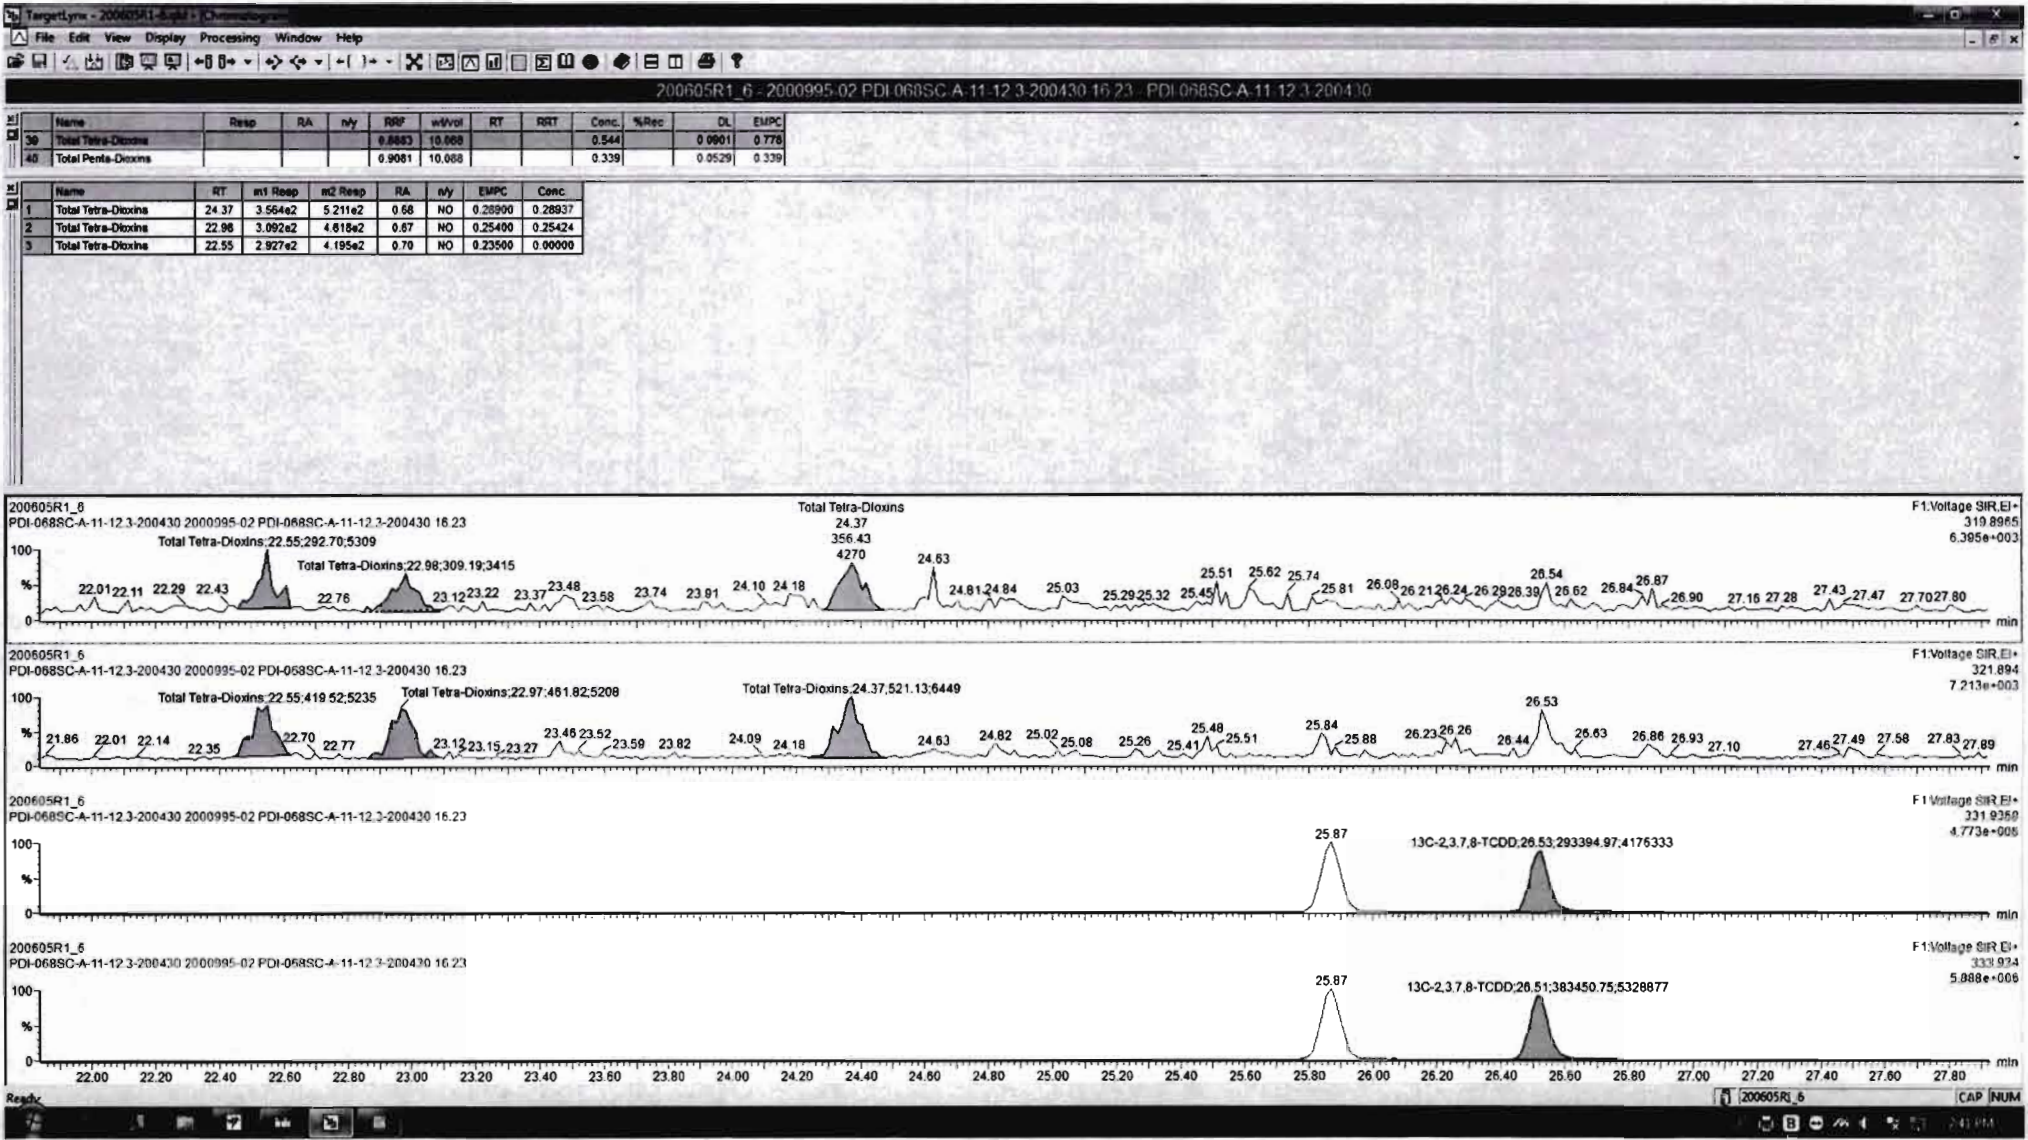 TargetLynx - 200605R1-6.qld - [Chromatogram
File Edit View Display Processing Window Help
200605R1_6 - 2000995-02 PDI-068SC-A-11-12.3-200430 16.23 - PDI-068SC-A-11-12.3-200430
Name Resp RA n/y RRF wt/vol RT RRT Conc. %Rec DL EMPC
39 Total Tetra-Dioxins 0.8883 10.088 0.544 0.0901 0.778
40 Total Penta-Dioxins 0.9081 10.088 0.339 0.0529 0.339
Name RT m1 Resp m2 Resp RA n/y EMPC Conc.
1 Total Tetra-Dioxins 24.37 3.564e2 5.211e2 0.68 NO 0.28900 0.28937
2 Total Tetra-Dioxins 22.98 3.092e2 4.618e2 0.67 NO 0.25400 0.25424
3 Total Tetra-Dioxins 22.55 2.927e2 4.195e2 0.70 NO 0.23500 0.00000
200605R1_6
PDI-068SC-A-11-12.3-200430 2000995-02 PDI-068SC-A-11-12.3-200430 16.23
F1:Voltage SIR,EI+
319.8965
6.395e+003
Total Tetra-Dioxins
24.37
356.43
4270
Total Tetra-Dioxins;22.55;292.70;5309
Total Tetra-Dioxins;22.98;309.19;3415
100
%
0
22.01 22.11 22.29 22.43 22.76 23.12 23.22 23.37 23.48 23.58 23.74 23.91 24.10 24.18 24.63 24.81 24.84 25.03 25.29 25.32 25.45 25.51 25.62 25.74 25.81 26.08 26.21 26.24 26.29 26.39 26.54 26.62 26.84 26.87 26.90 27.16 27.28 27.43 27.47 27.70 27.80
min
200605R1_6
PDI-068SC-A-11-12.3-200430 2000995-02 PDI-068SC-A-11-12.3-200430 16.23
F1:Voltage SIR,EI+
321.894
7.213e+003
Total Tetra-Dioxins;22.55;419.52;5235
Total Tetra-Dioxins;22.97;461.82;5208
Total Tetra-Dioxins;24.37;521.13;6449
100
%
0
21.86 22.01 22.14 22.35 22.70 22.77 23.12 23.15 23.27 23.46 23.52 23.59 23.82 24.09 24.18 24.63 24.82 25.02 25.08 25.26 25.41 25.48 25.51 25.84 25.88 26.23 26.26 26.44 26.53 26.63 26.86 26.93 27.10 27.46 27.49 27.58 27.83 27.89
min
200605R1_6
PDI-068SC-A-11-12.3-200430 2000995-02 PDI-068SC-A-11-12.3-200430 16.23
F1:Voltage SIR,EI+
331.9368
4.773e+006
25.87
13C-2,3,7,8-TCDD;26.53;293394.97;4176333
100
%
0
min
200605R1_6
PDI-068SC-A-11-12.3-200430 2000995-02 PDI-068SC-A-11-12.3-200430 16.23
F1:Voltage SIR,EI+
333.934
5.888e+006
25.87
13C-2,3,7,8-TCDD;26.51;383450.75;5328877
100
%
0
min
22.00 22.20 22.40 22.60 22.80 23.00 23.20 23.40 23.60 23.80 24.00 24.20 24.40 24.60 24.80 25.00 25.20 25.40 25.60 25.80 26.00 26.20 26.40 26.60 26.80 27.00 27.20 27.40 27.60 27.80
Ready
200605R1_6
CAP NUM
2:41 PM